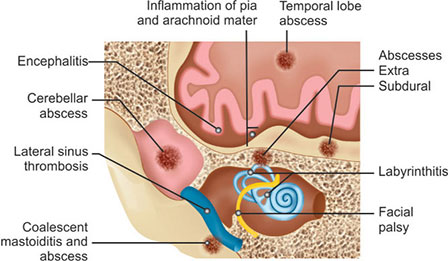 Inflammation of pia
and arachnoid mater
Temporal lobe
abscess
Encephalitis
Cerebellar
abscess
Lateral sinus
thrombosis
Coalescent
mastoiditis and
abscess
Abscesses
Extra
Subdural
Labyrinthitis
Facial
palsy